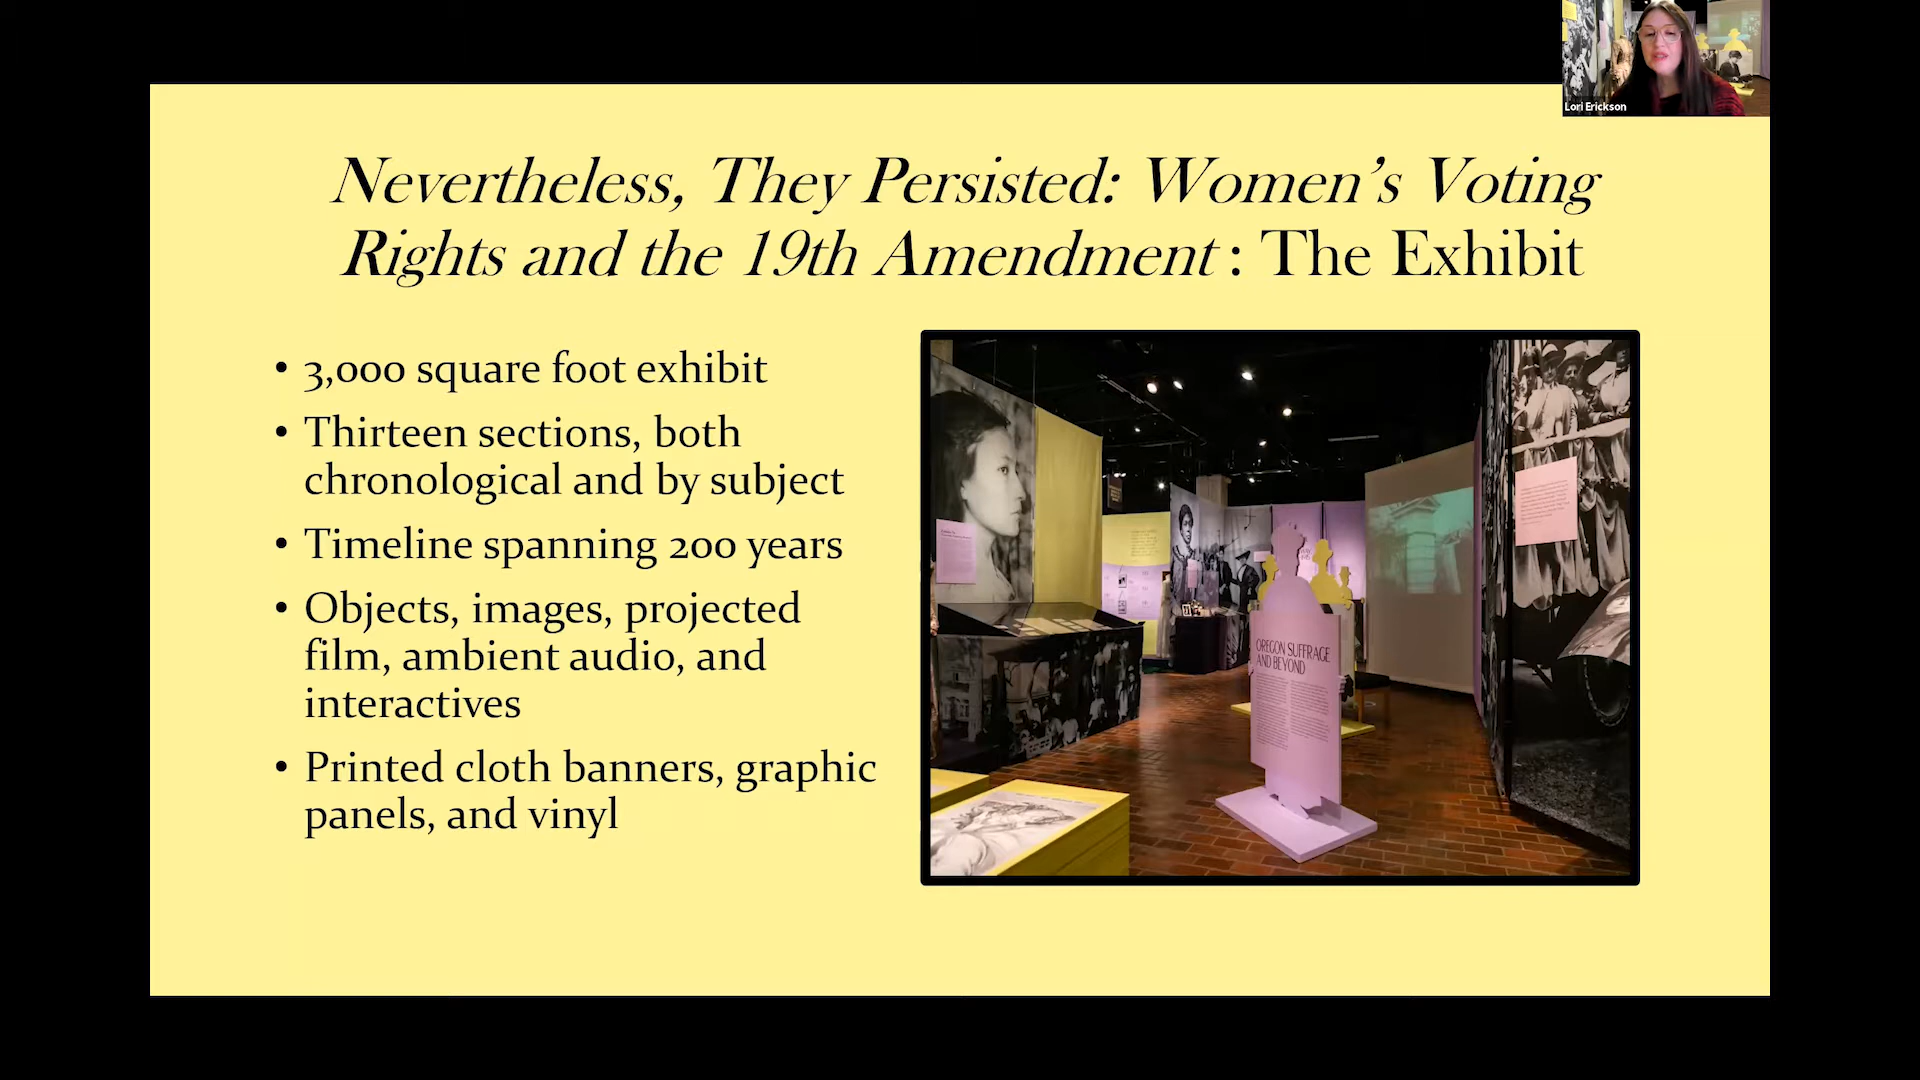 Lori Erickson
Nevertheless, They Persisted: Women’s Voting
Rights and the 19th Amendment : The Exhibit
• 3,000 square foot exhibit
• Thirteen sections, both
chronological and by subject
• Timeline spanning 200 years
• Objects, images, projected
film, ambient audio, and
interactives
• Printed cloth banners, graphic
panels, and vinyl
OREGON SUFFRAGE
AND BEYOND